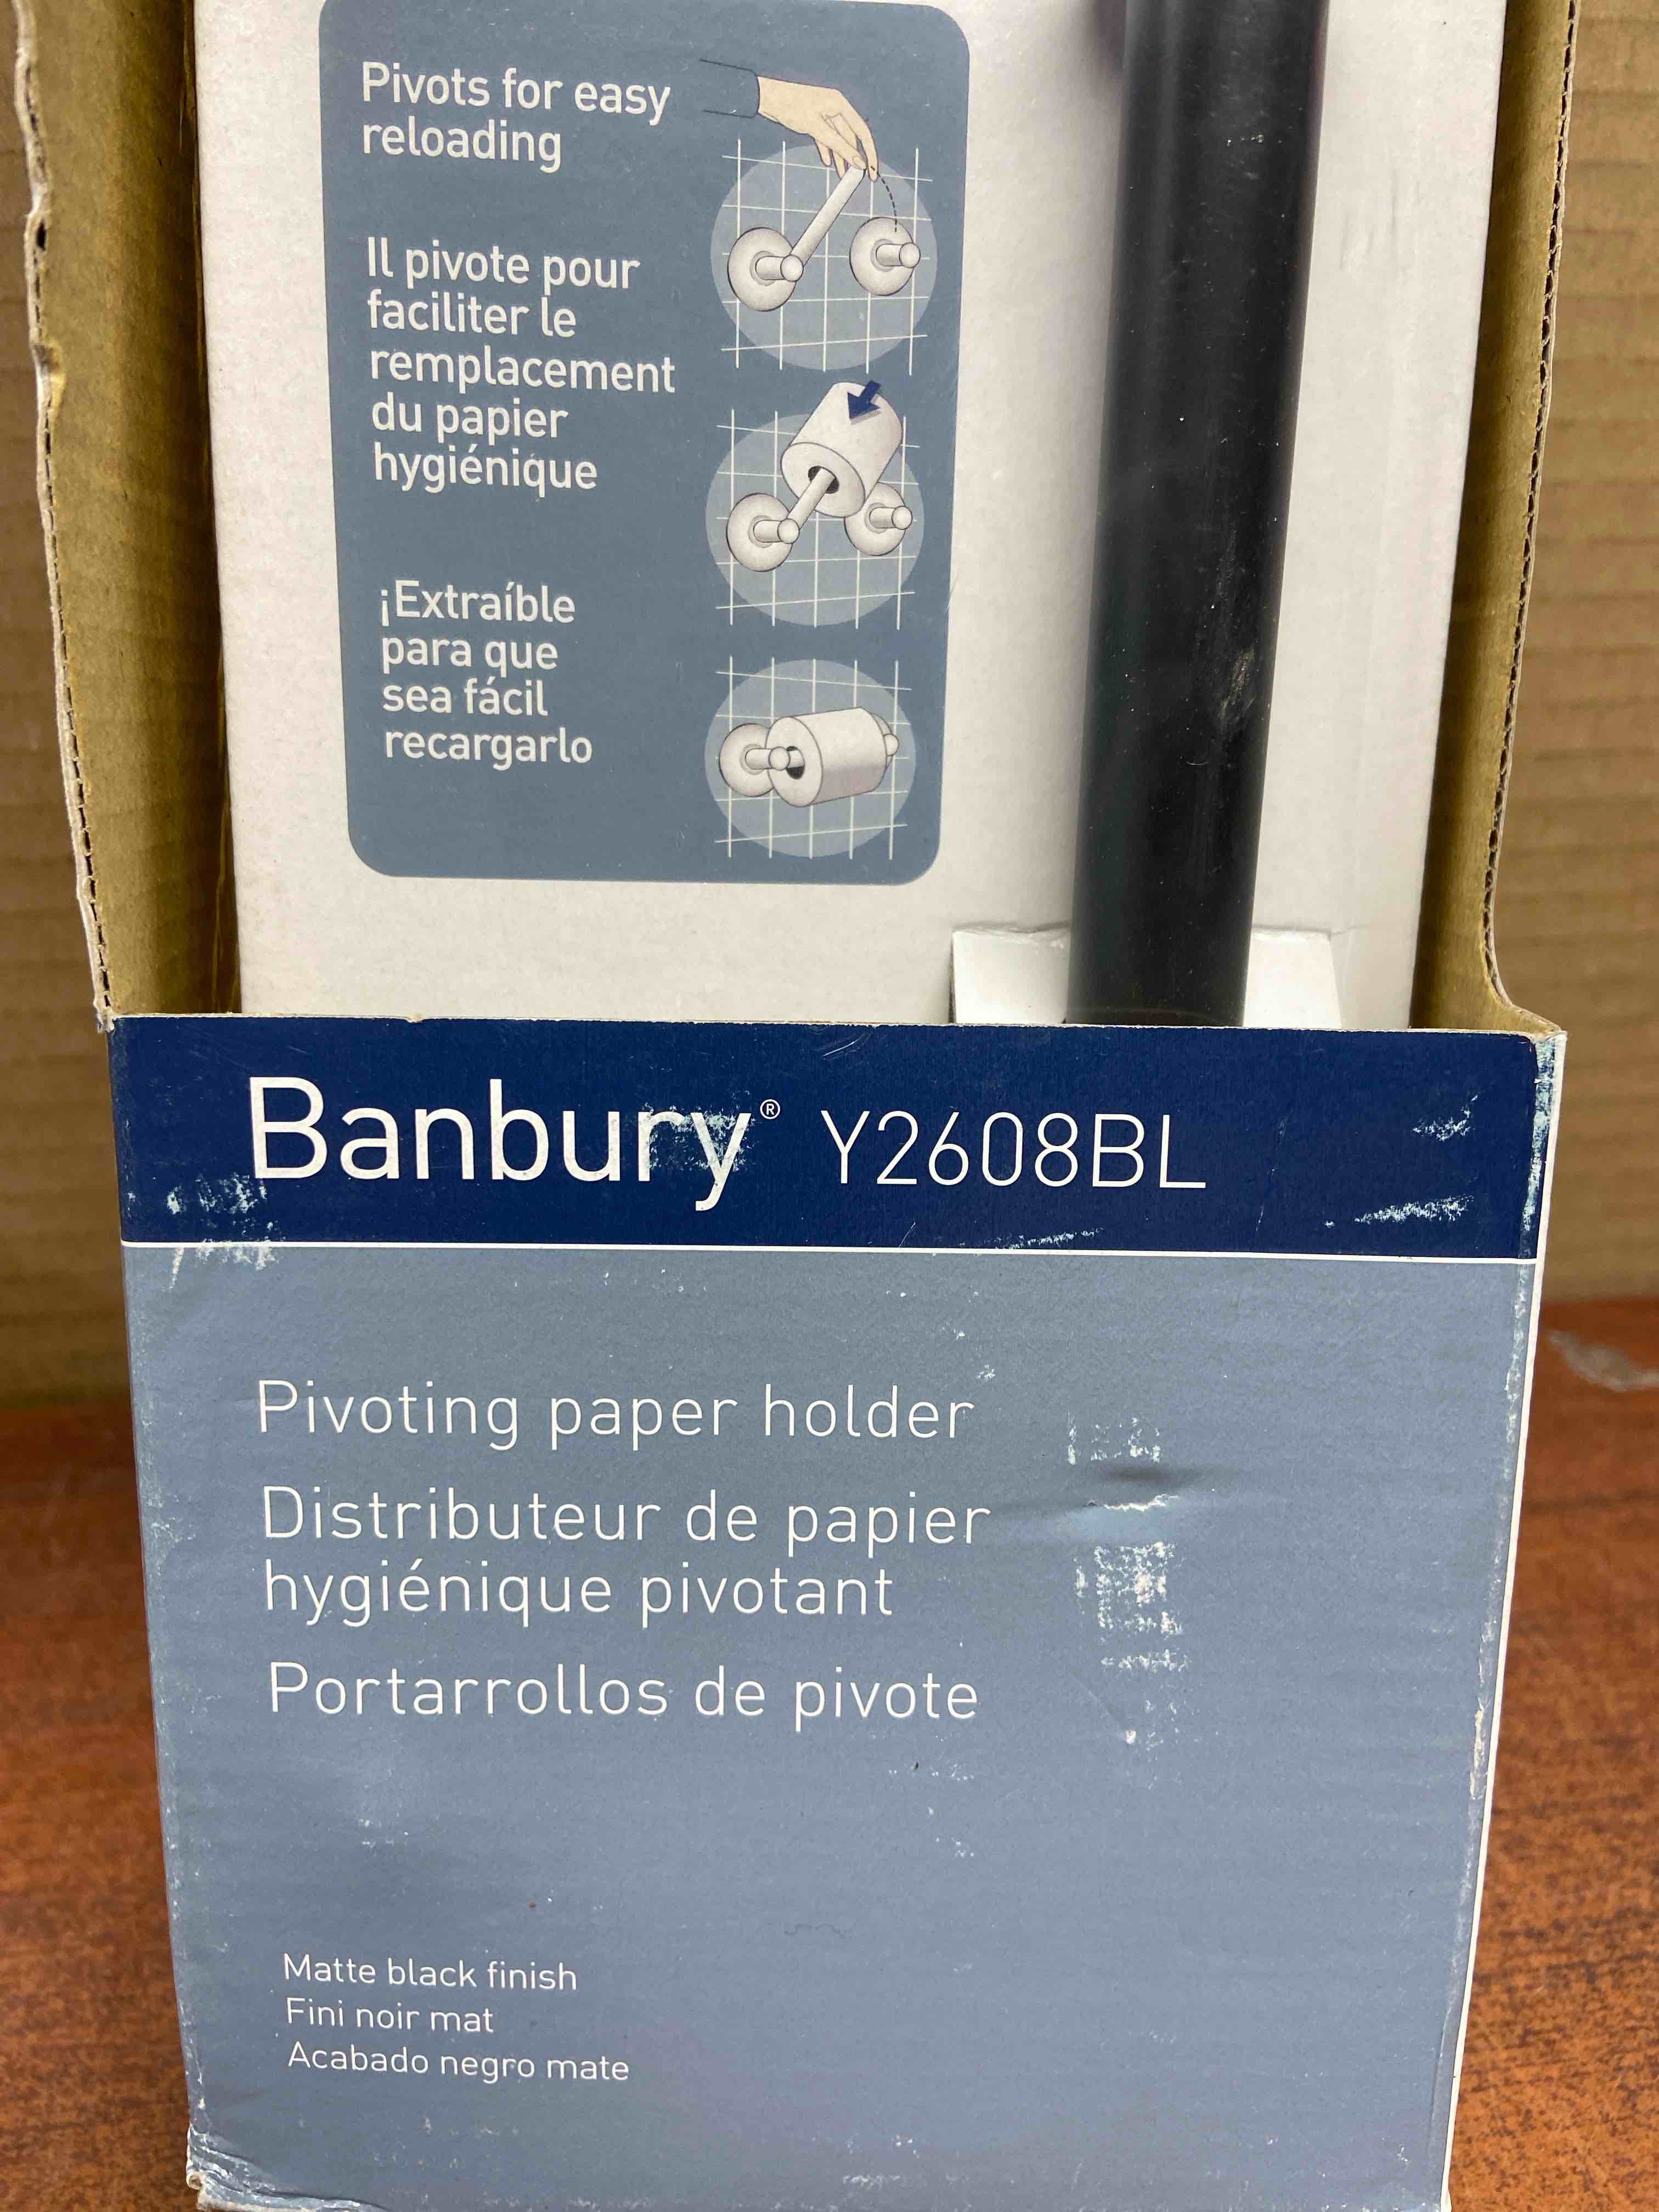 Pivots for easy
reloading
Il pivote pour
faciliter le
remplacement
du papier
hygiénique
¡Extraíble
para que
sea fácil
recargarlo
Banbury® Y2608BL
Pivoting paper holder
Distributeur de papier
hygiénique pivotant
Portarrollos de pivote
Matte black finish
Fini noir mat
Acabado negro mate